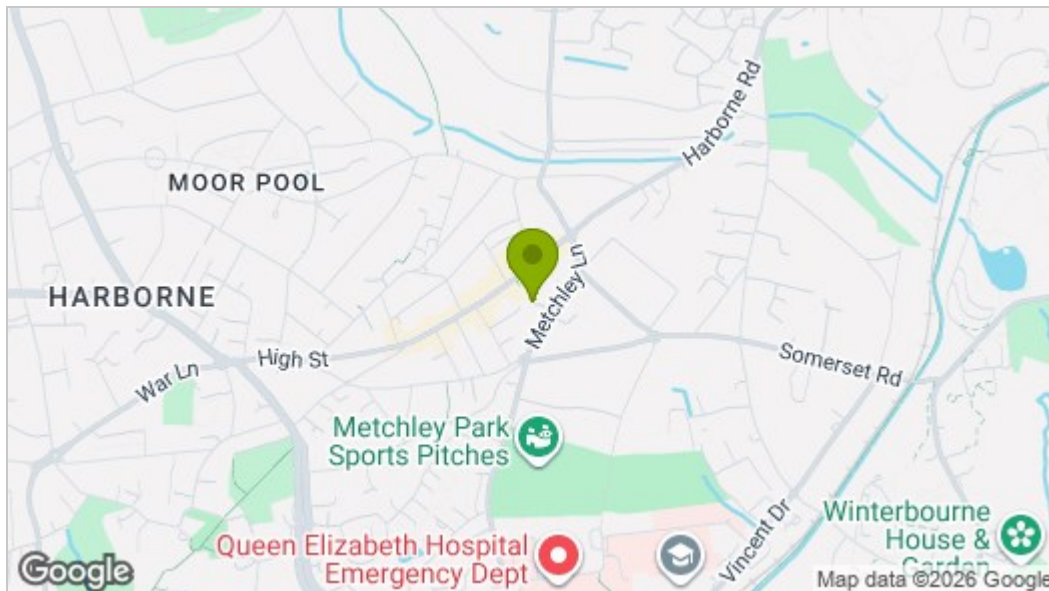 Harborne Rd
MOOR POOL
Metchley Ln
HARBORNE
High St
War Ln
Somerset Rd
Metchley Park
Sports Pitches
Winterbourne
House &
Garden
Vincent Dr
Queen Elizabeth Hospital
Emergency Dept
Google
Map data ©2026 Google